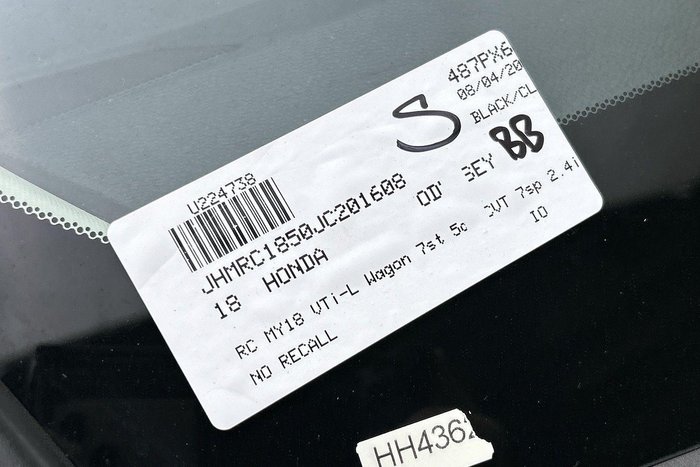 487PX6
08/04/20
BLACK/CL
S
BB
U224738
JHMRC1850JC201608
18 HONDA OD SEY
RC MY18 VTi-L Wagon 7st 5d CVT 7sp 2.4i
NO RECALL IO
HH4362